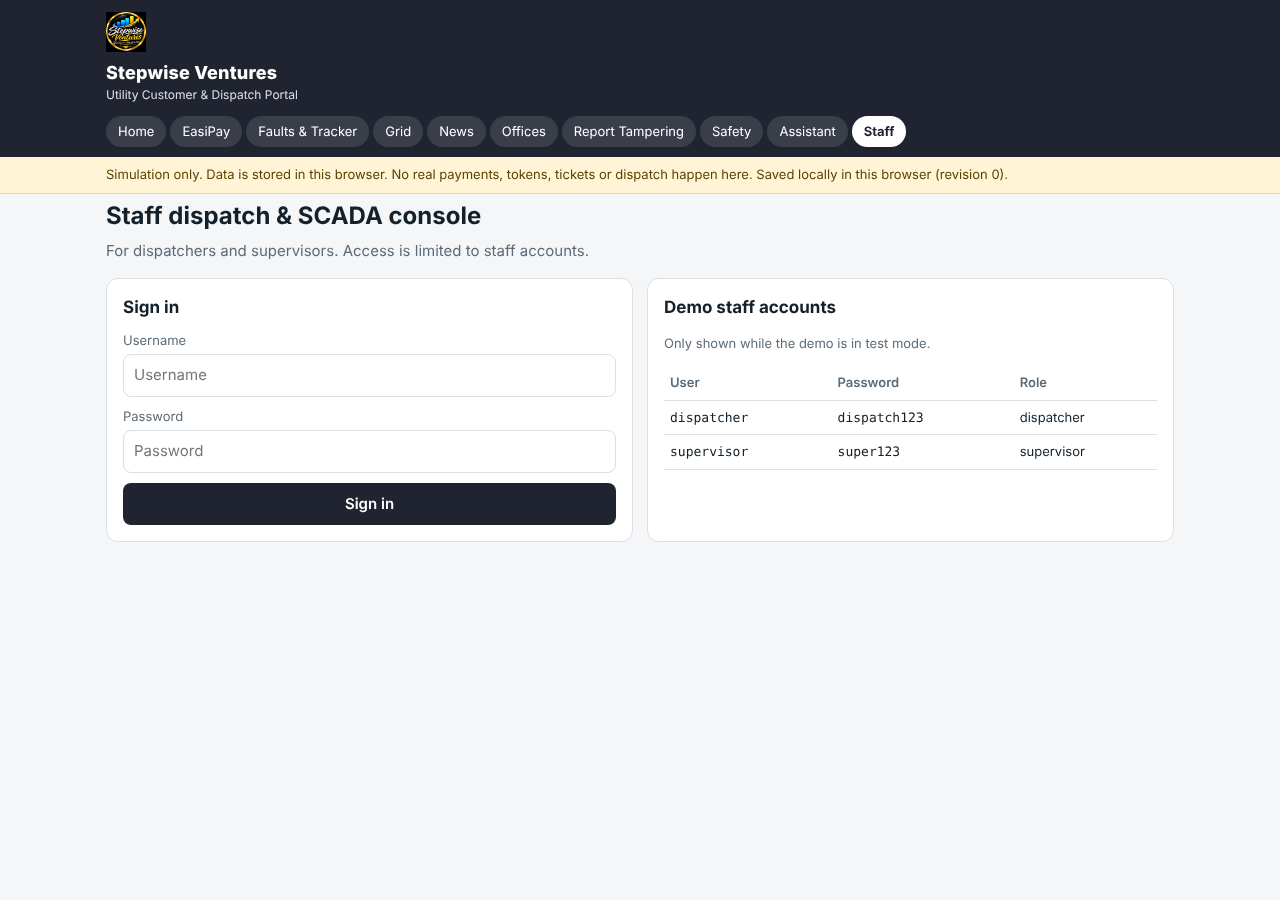 Stepwise
Ventures
Stepwise Ventures
Utility Customer & Dispatch Portal
Home EasiPay Faults & Tracker Grid News Offices Report Tampering Safety Assistant Staff
Simulation only. Data is stored in this browser. No real payments, tokens, tickets or dispatch happen here. Saved locally in this browser (revision 0).
Staff dispatch & SCADA console
For dispatchers and supervisors. Access is limited to staff accounts.
Sign in
Username
Username
Password
Password
Sign in
Demo staff accounts
Only shown while the demo is in test mode.
User Password Role
dispatcher dispatch123 dispatcher
supervisor super123 supervisor